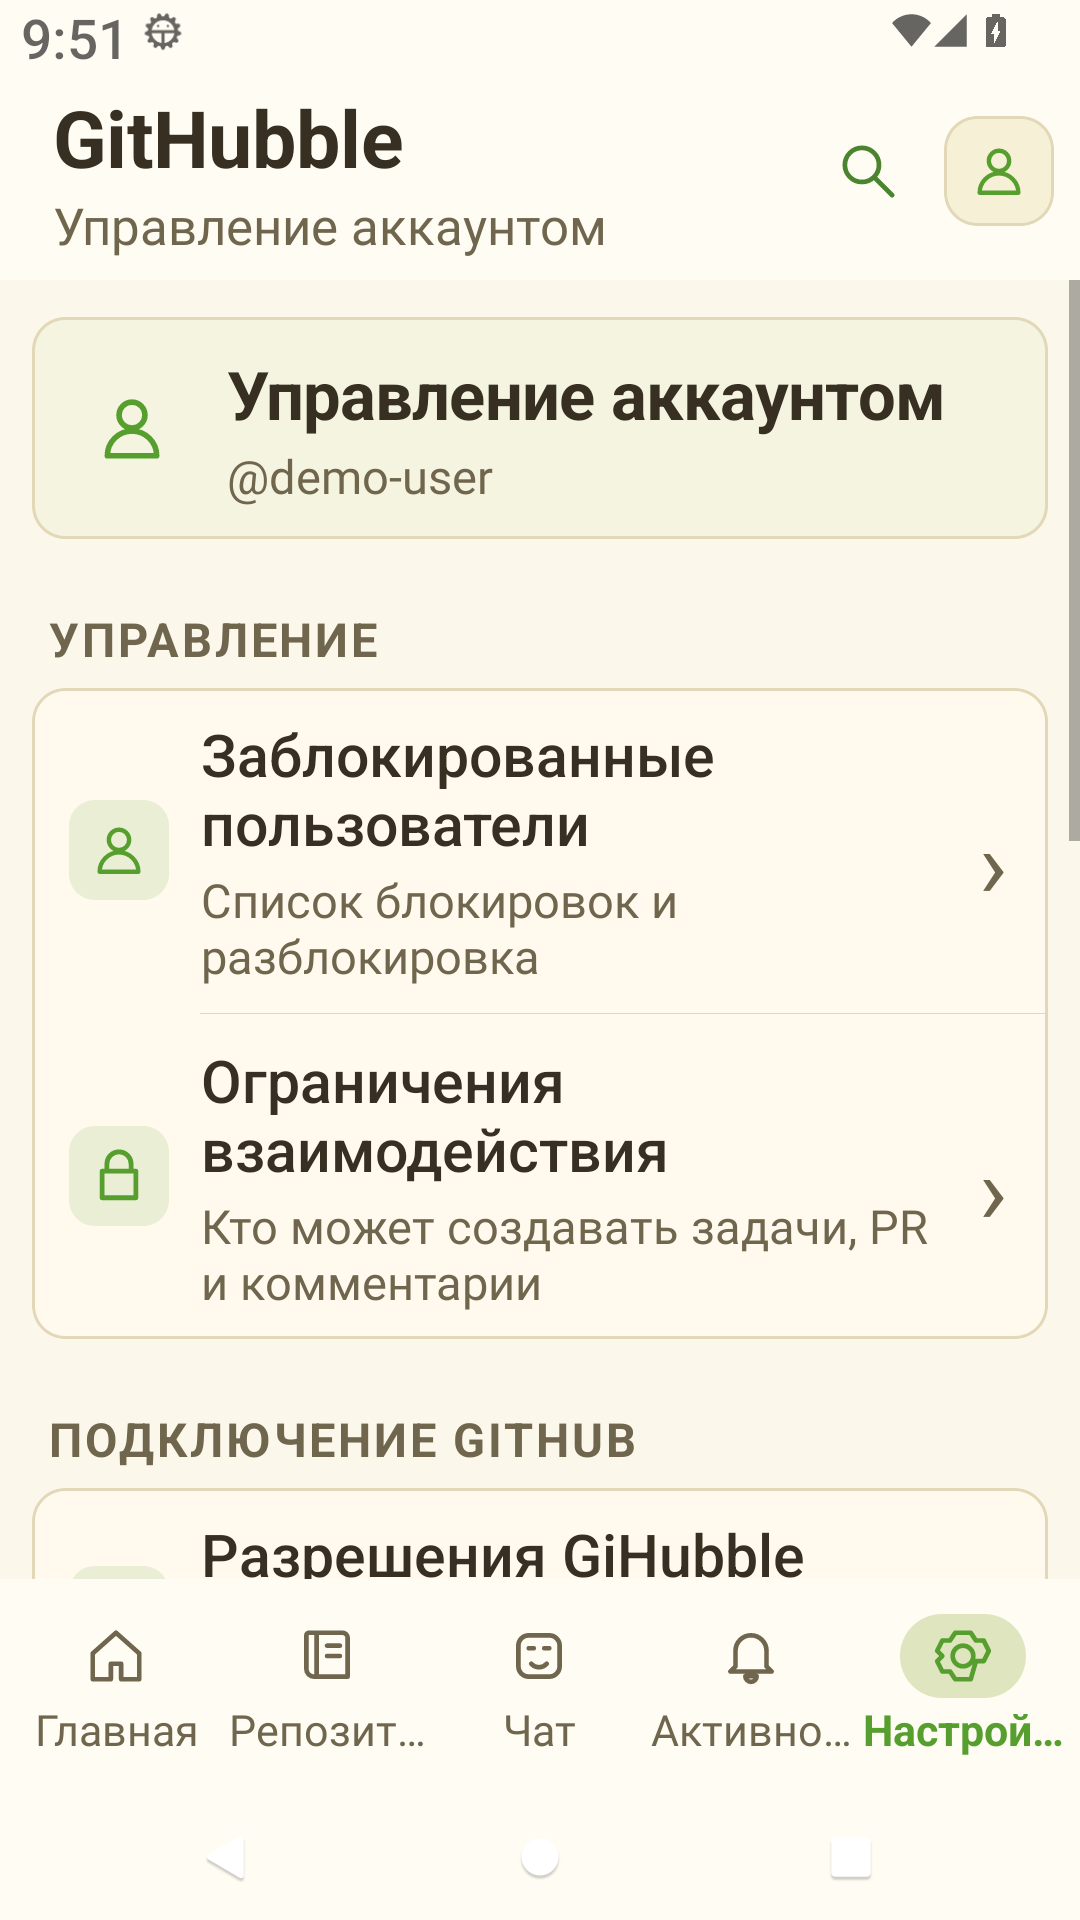 9:51
GitHubble
Управление аккаунтом
Управление аккаунтом
@demo-user
УПРАВЛЕНИЕ
Заблокированные
пользователи
Список блокировок и
разблокировка
Ограничения
взаимодействия
Кто может создавать задачи, PR
и комментарии
ПОДКЛЮЧЕНИЕ GITHUB
Разрешения GiHubble
Главная
Репозит…
Чат
Активно…
Настрой…